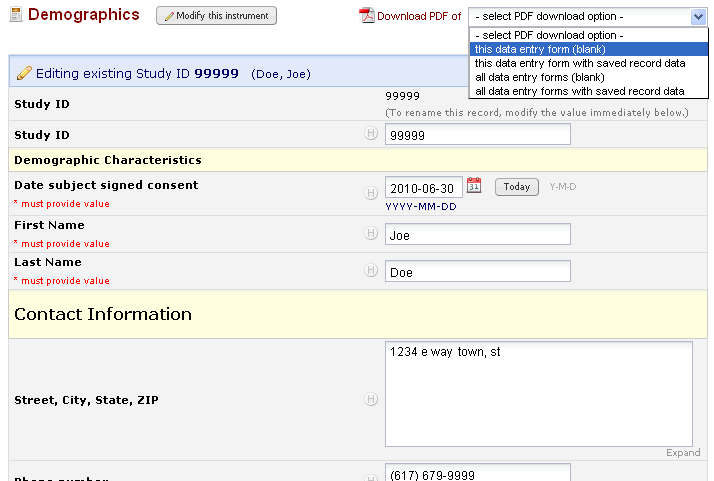 Demographics
Modify this instrument
Download PDF of
- select PDF download option -
- select PDF download option -
this data entry form (blank)
this data entry form with saved record data
all data entry forms (blank)
all data entry forms with saved record data
Editing existing Study ID 99999 (Doe, Joe)
Study ID
99999
(To rename this record, modify the value immediately below.)
Study ID
H
99999
Demographic Characteristics
Date subject signed consent
* must provide value
H
2010-06-30
31
Today
Y-M-D
YYYY-MM-DD
First Name
* must provide value
H
Joe
Last Name
* must provide value
H
Doe
Contact Information
Street, City, State, ZIP
H
1234 e way town, st
Expand
Phone number
H
(617) 679-9999